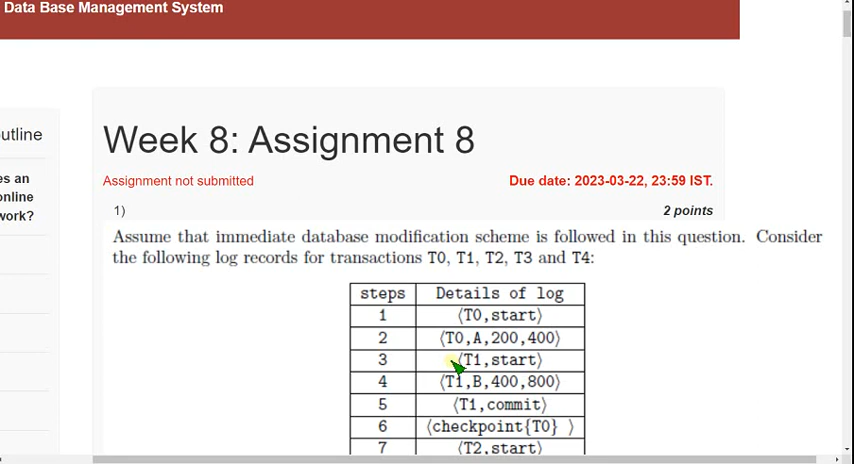 Data Base Management System
utline
es an
online
work?
Week 8: Assignment 8
Assignment not submitted
Due date: 2023-03-22, 23:59 IST.
1)
2 points
Assume that immediate database modification scheme is followed in this question. Consider
the following log records for transactions T0, T1, T2, T3 and T4:
steps Details of log
1 ⟨T0,start⟩
2 ⟨T0,A,200,400⟩
3 ⟨T1,start⟩
4 ⟨T1,B,400,800⟩
5 ⟨T1,commit⟩
6 ⟨checkpoint{T0} ⟩
7 ⟨T2,start⟩